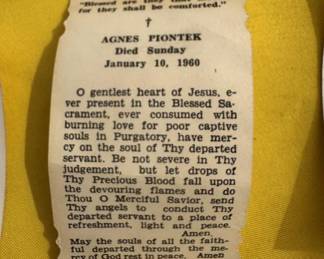 "Blessed are they that
for they shall be comforted."
†
AGNES PIONTEK
Died Sunday
January 10, 1960
O gentlest heart of Jesus, e-
ver present in the Blessed Sa-
crament, ever consumed with
burning love for poor captive
souls in Purgatory, have mer-
cy on the soul of Thy departed
servant. Be not severe in Thy
judgement, but let drops of
Thy Precious Blood fall upon
the devouring flames and do
Thou O Merciful Savior, send
Thy angels to conduct Thy
departed servant to a place of
refreshment, light and peace.
Amen.
May the souls of all the faith-
ful departed through the mer-
cy of God rest in peace. Amen